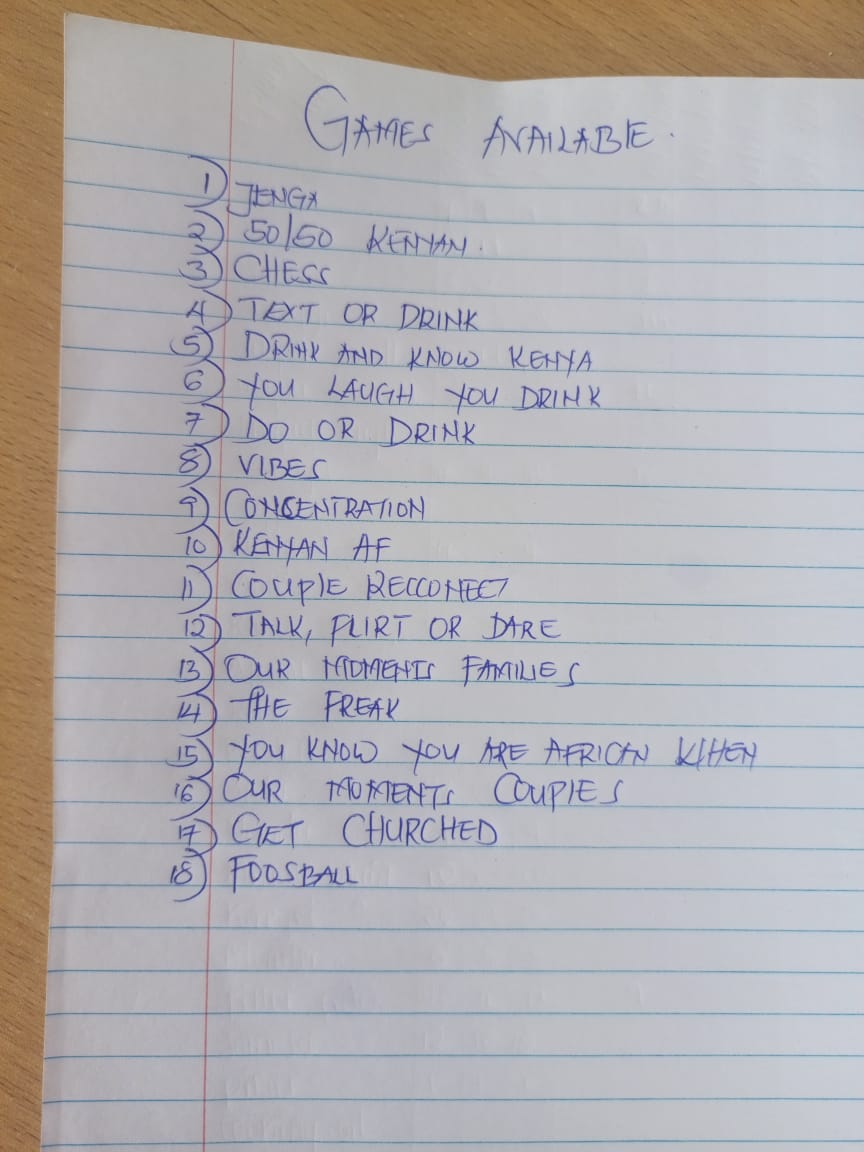 GAMES AVAILABLE.
1) JENGA
2) 50/50 KENYAN.
3) CHESS
4) TEXT OR DRINK
5) DRINK AND KNOW KENYA
6) YOU LAUGH YOU DRINK
7) DO OR DRINK
8) VIBES
9) CONCENTRATION
10) KENYAN AF
11) COUPLE RECCONECT
12) TALK, FLIRT OR DARE
13) OUR MOMENTS FAMILIES
14) THE FREAK
15) YOU KNOW YOU ARE AFRICAN WHEN
16) OUR MOMENTS COUPLES
17) GET CHURCHED
18) FOOSBALL